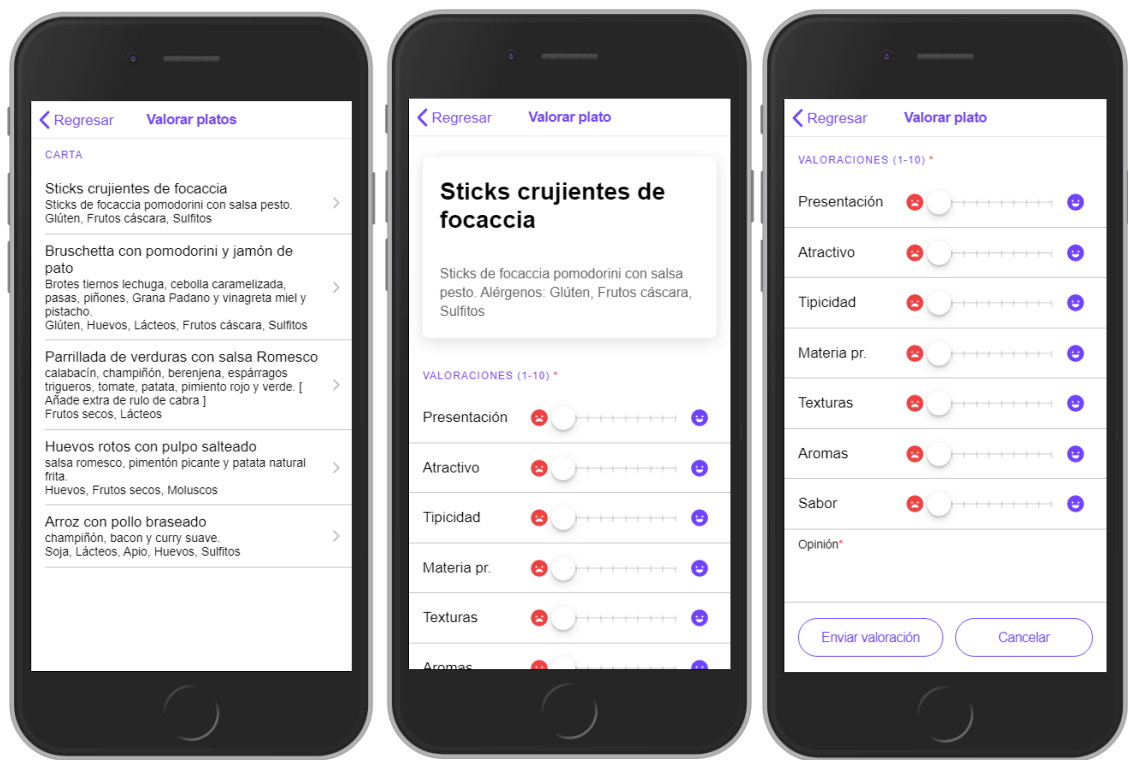 Regresar
Valorar platos
CARTA
Sticks crujientes de focaccia
Sticks de focaccia pomodorini con salsa pesto.
Glúten, Frutos cáscara, Sulfitos
Bruschetta con pomodorini y jamón de
pato
Brotes tiernos lechuga, cebolla caramelizada,
pasas, piñones, Grana Padano y vinagreta miel y
pistacho.
Glúten, Huevos, Lácteos, Frutos cáscara, Sulfitos
Parrillada de verduras con salsa Romesco
calabacín, champiñón, berenjena, espárragos
trigueros, tomate, patata, pimiento rojo y verde. [
Añade extra de rulo de cabra ]
Frutos secos, Lácteos
Huevos rotos con pulpo salteado
salsa romesco, pimentón picante y patata natural
frita.
Huevos, Frutos secos, Moluscos
Arroz con pollo braseado
champiñón, bacon y curry suave.
Soja, Lácteos, Apio, Huevos, Sulfitos
Regresar
Valorar plato
Sticks crujientes de
focaccia
Sticks de focaccia pomodorini con salsa
pesto. Alérgenos: Glúten, Frutos cáscara,
Sulfitos
VALORACIONES (1-10) *
Presentación
Atractivo
Tipicidad
Materia pr.
Texturas
Aromas
Regresar
Valorar plato
VALORACIONES (1-10) *
Presentación
Atractivo
Tipicidad
Materia pr.
Texturas
Aromas
Sabor
Opinión*
Enviar valoración
Cancelar